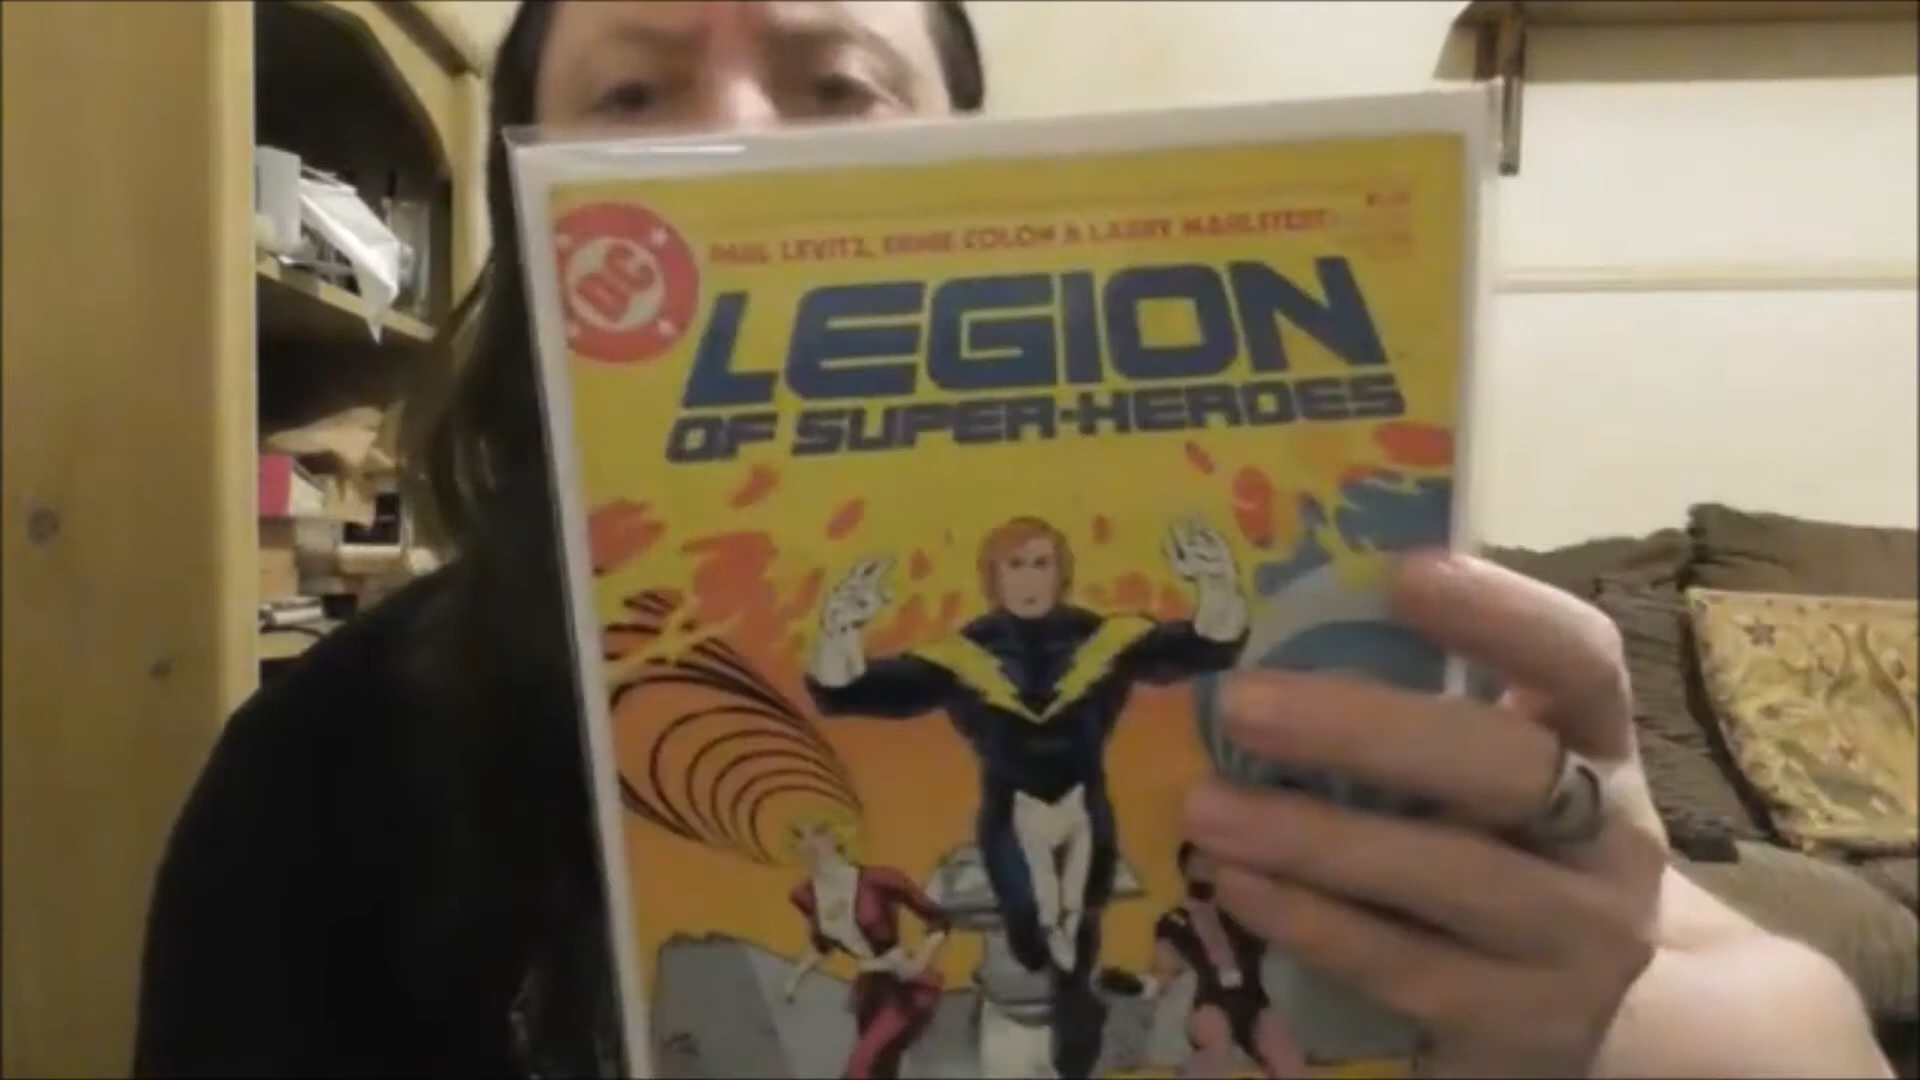 PAUL LEVITZ, ERNIE COLON & LARRY MAHLSTEDT
DC
LEGION
OF SUPER-HEROES